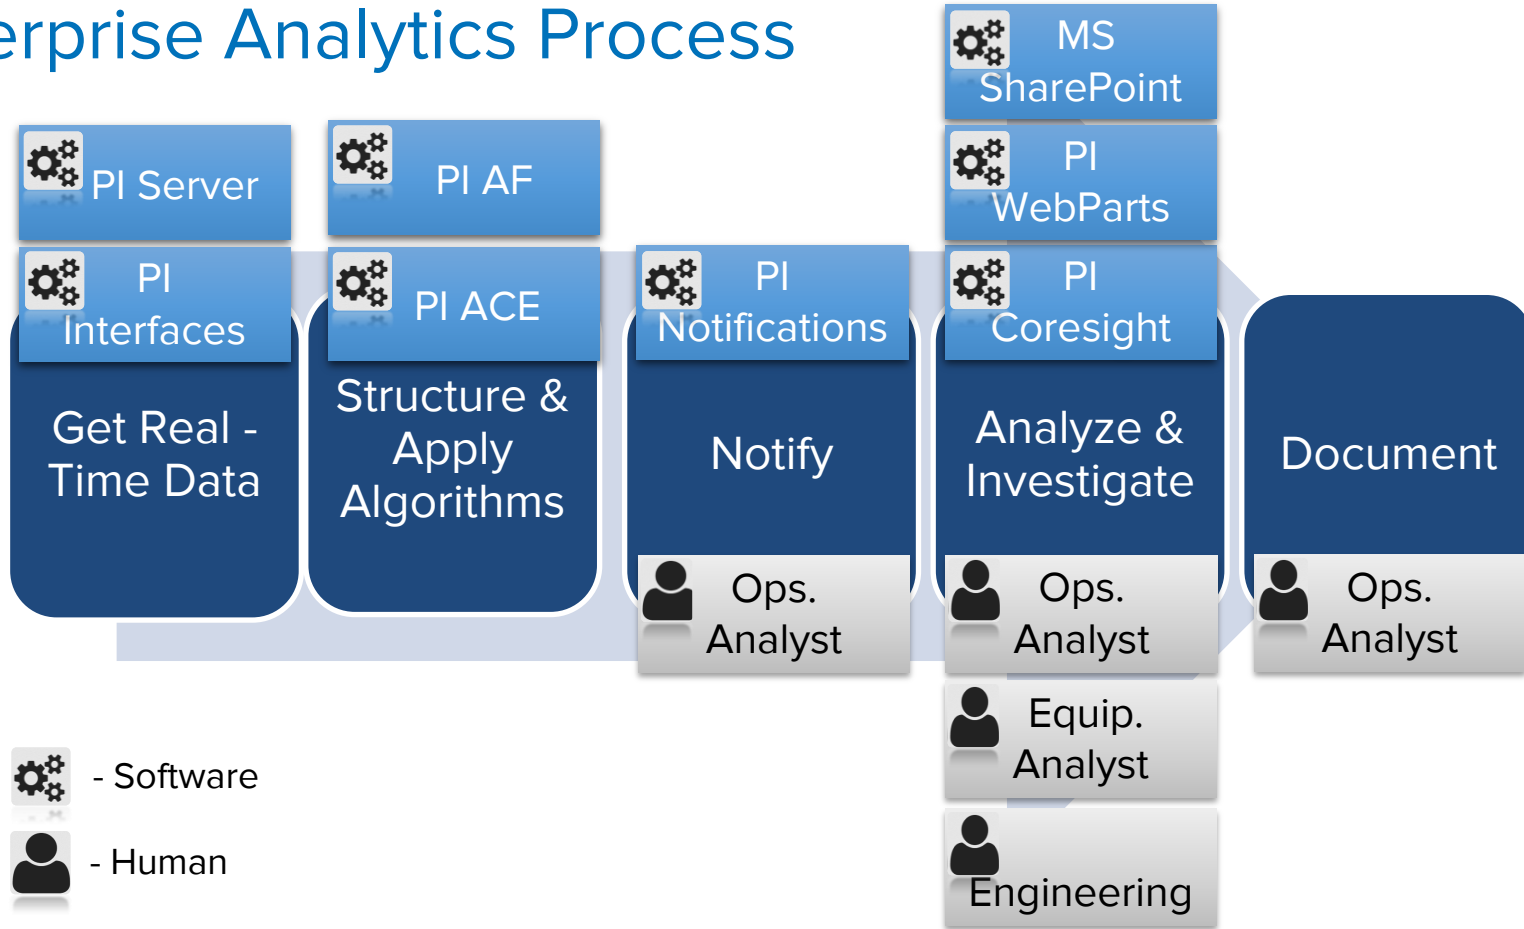 erprise Analytics Process
MS
SharePoint
PI Server
PI AF
PI
WebParts
PI
Interfaces
PI ACE
PI
Notifications
PI
Coresight
Get Real -
Time Data
Structure &
Apply
Algorithms
Notify
Analyze &
Investigate
Document
Ops.
Analyst
Ops.
Analyst
Ops.
Analyst
Equip.
Analyst
Engineering
- Software
- Human